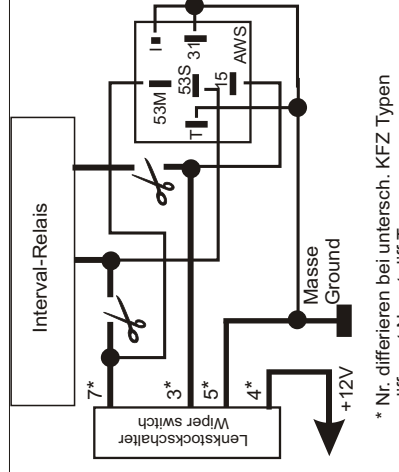 Interval-Relais
I
31
AWS
53M
53S
15
T
7*
3*
5*
4*
Lenkstockschalter
Wiper switch
Masse
Ground
+12V
* Nr. differieren bei untersch. KFZ Typen